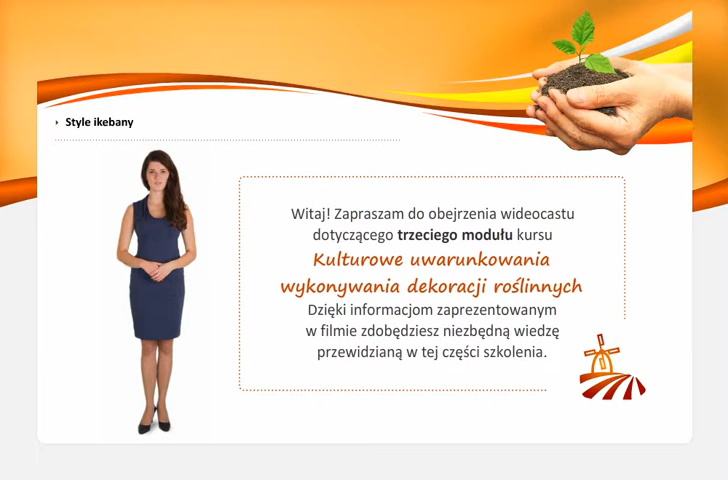 Style ikebany
Witaj! Zapraszam do obejrzenia wideocastu
dotyczącego trzeciego modułu kursu
Kulturowe uwarunkowania
wykonywania dekoracji roślinnych
Dzięki informacjom zaprezentowanym
w filmie zdobędziesz niezbędną wiedzę
przewidzianą w tej części szkolenia.